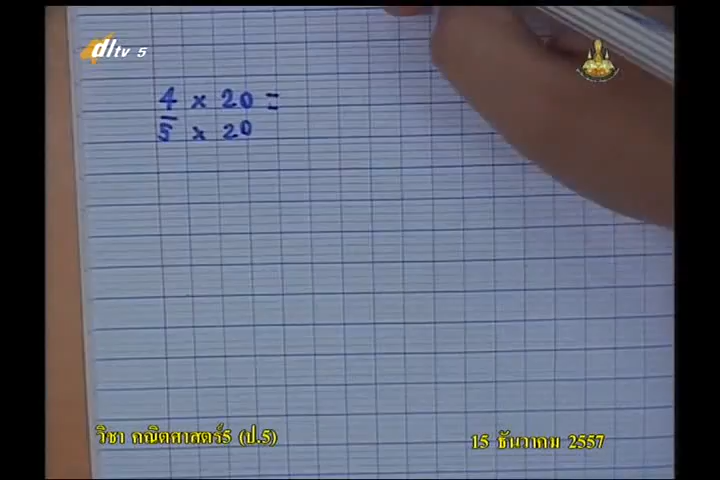 dltv 5
4 × 20 =
5 × 20
วิชา คณิตศาสตร์5 (ป.5)
15 ธันวาคม 2557